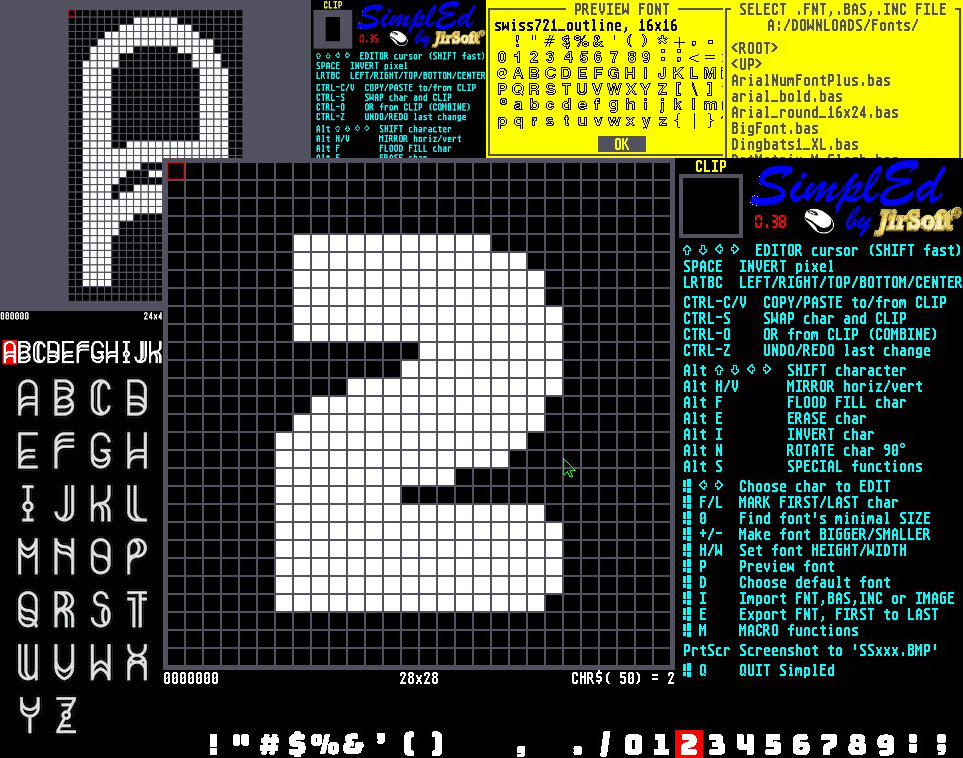 CLIP
SimplEd
0.35
by JirSoft
⇧ ⇩ ⇦ ⇨ EDITOR cursor (SHIFT fast)
SPACE INVERT pixel
LRTBC LEFT/RIGHT/TOP/BOTTOM/CENTER
CTRL-C/V COPY/PASTE to/from CLIP
CTRL-S SWAP char and CLIP
CTRL-O OR from CLIP (COMBINE)
CTRL-Z UNDO/REDO last change
Alt ⇧ ⇩ ⇦ ⇨ SHIFT character
Alt H/V MIRROR horiz/vert
Alt F FLOOD FILL char
PREVIEW FONT
swiss721_outline, 16x16
! " # $ % & ' ( ) * + , -
0 1 2 3 4 5 6 7 8 9 : ; < =
@ A B C D E F G H I J K L M
P Q R S T U V W X Y Z [ \ ]
© a b c d e f g h i j k l m
p q r s t u v w x y z { | }
OK
SELECT .FNT,.BAS,.INC FILE
A:/DOWNLOADS/Fonts/
<ROOT>
<UP>
ArialNumFontPlus.bas
arial_bold.bas
Arial_round_16x24.bas
BigFont.bas
Dingbats1_XL.bas
000000 24x4
ABCDEFGHIJK
A B C D
E F G H
I J K L
M N O P
Q R S T
U V W X
Y Z
CLIP
SimplEd
0.38
by JirSoft
⇧ ⇩ ⇦ ⇨ EDITOR cursor (SHIFT fast)
SPACE INVERT pixel
LRTBC LEFT/RIGHT/TOP/BOTTOM/CENTER
CTRL-C/V COPY/PASTE to/from CLIP
CTRL-S SWAP char and CLIP
CTRL-O OR from CLIP (COMBINE)
CTRL-Z UNDO/REDO last change
Alt ⇧ ⇩ ⇦ ⇨ SHIFT character
Alt H/V MIRROR horiz/vert
Alt F FLOOD FILL char
Alt E ERASE char
Alt I INVERT char
Alt N ROTATE char 90°
Alt S SPECIAL functions
⇦ ⇨ Choose char to EDIT
F/L MARK FIRST/LAST char
0 Find font's minimal SIZE
+/- Make font BIGGER/SMALLER
H/W Set font HEIGHT/WIDTH
P Preview font
D Choose default font
I Import FNT,BAS,INC or IMAGE
E Export FNT, FIRST to LAST
M MACRO functions
PrtScr Screenshot to 'SSxxx.BMP'
Q QUIT SimplEd
0000000 28x28 CHR$( 50) = 2
! " # $ % & ' ( ) , . / 0 1 2 3 4 5 6 7 8 9 : ;